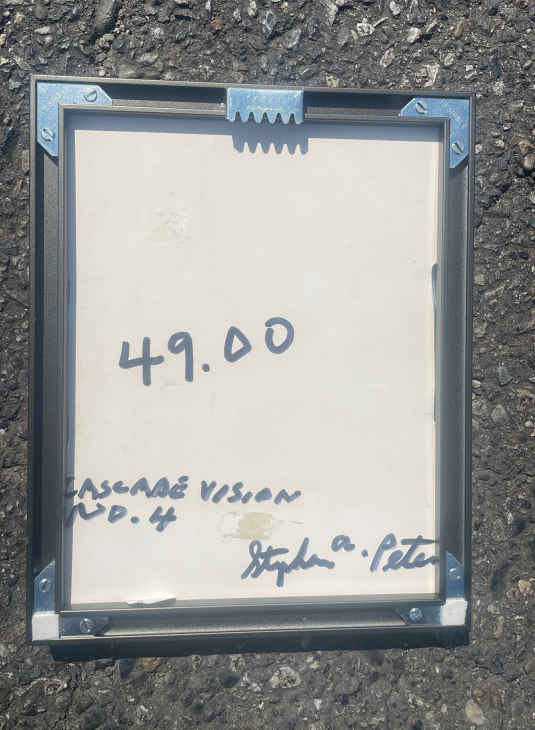 49.00
CASCADE VISION
NO. 4
Stephen A. Peter